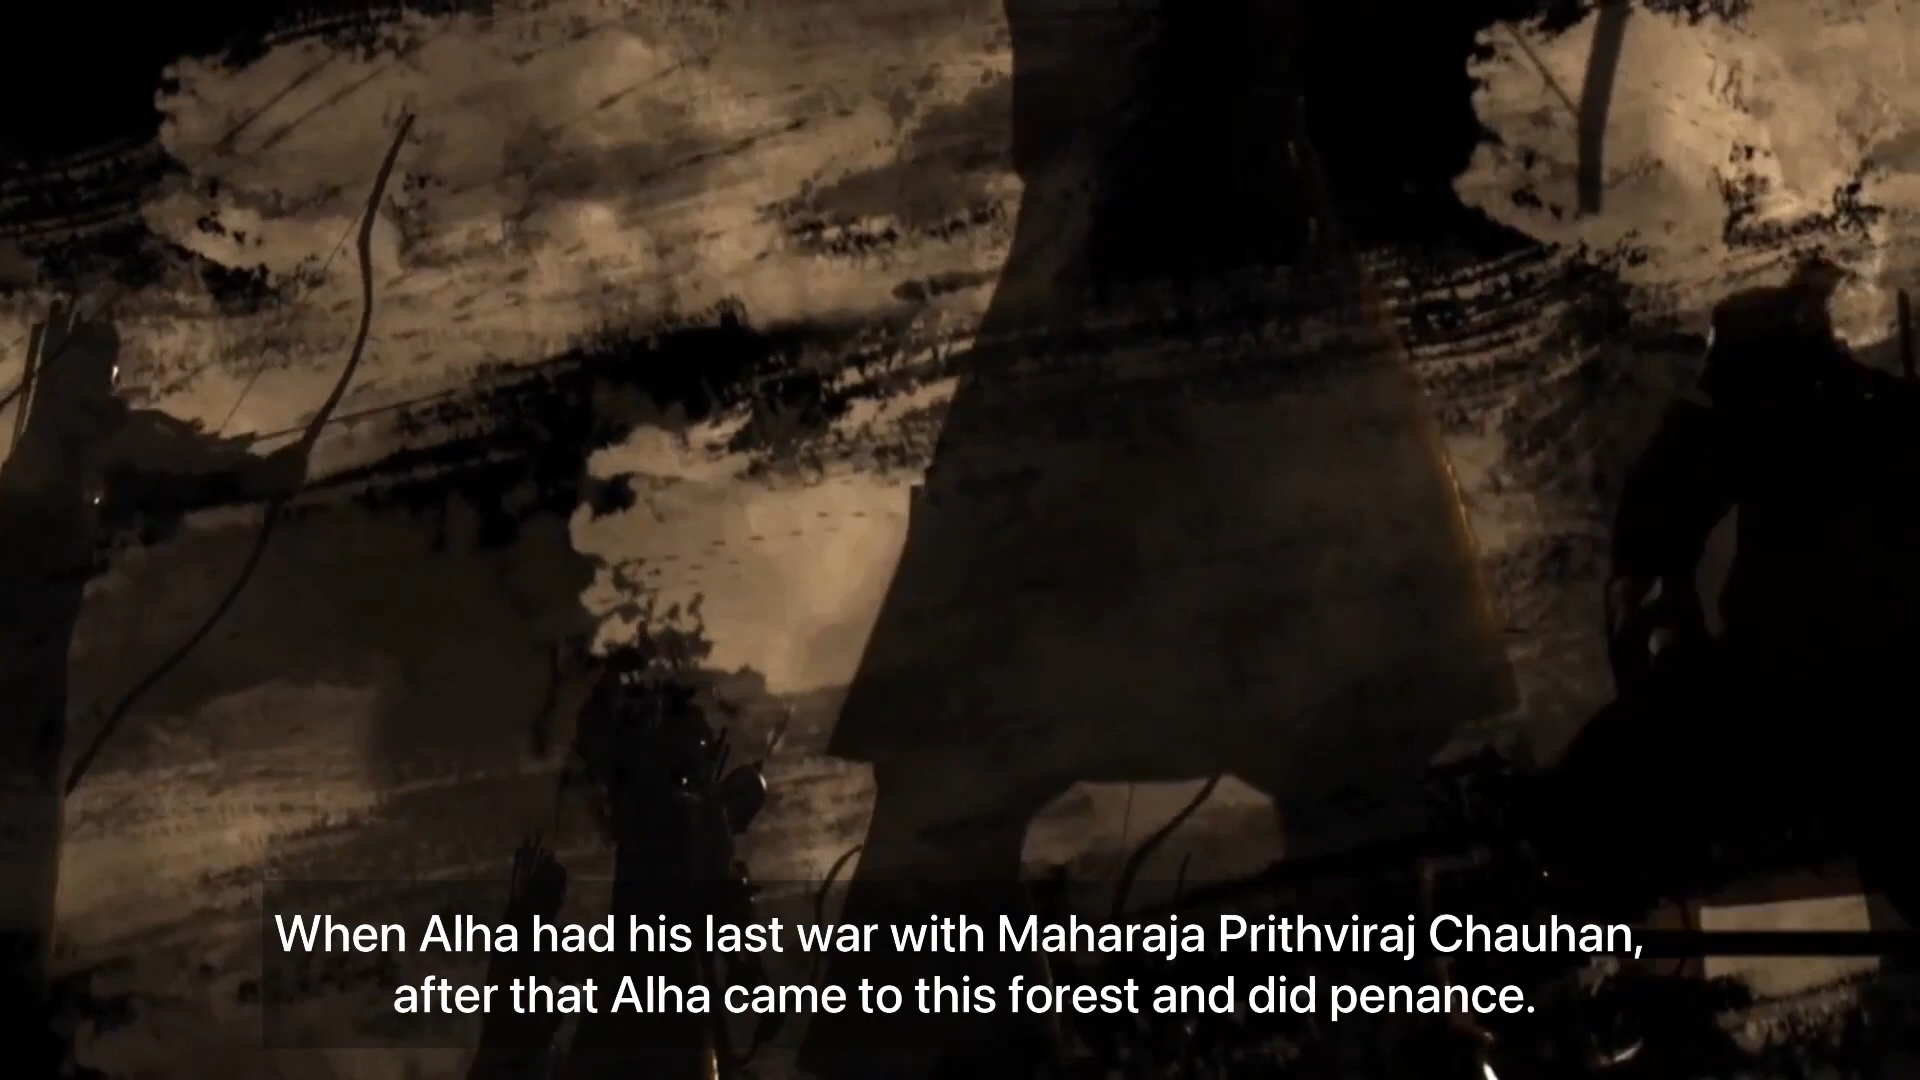 When Alha had his last war with Maharaja Prithviraj Chauhan,
after that Alha came to this forest and did penance.